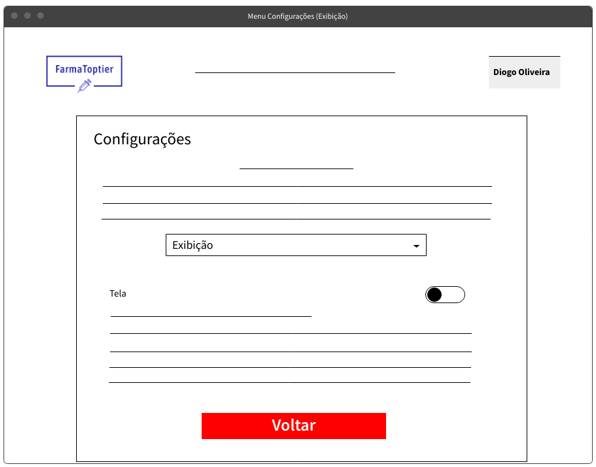 Menu Configurações (Exibição)
FarmaToptier
Diogo Oliveira
Configurações
Exibição
Tela
Voltar